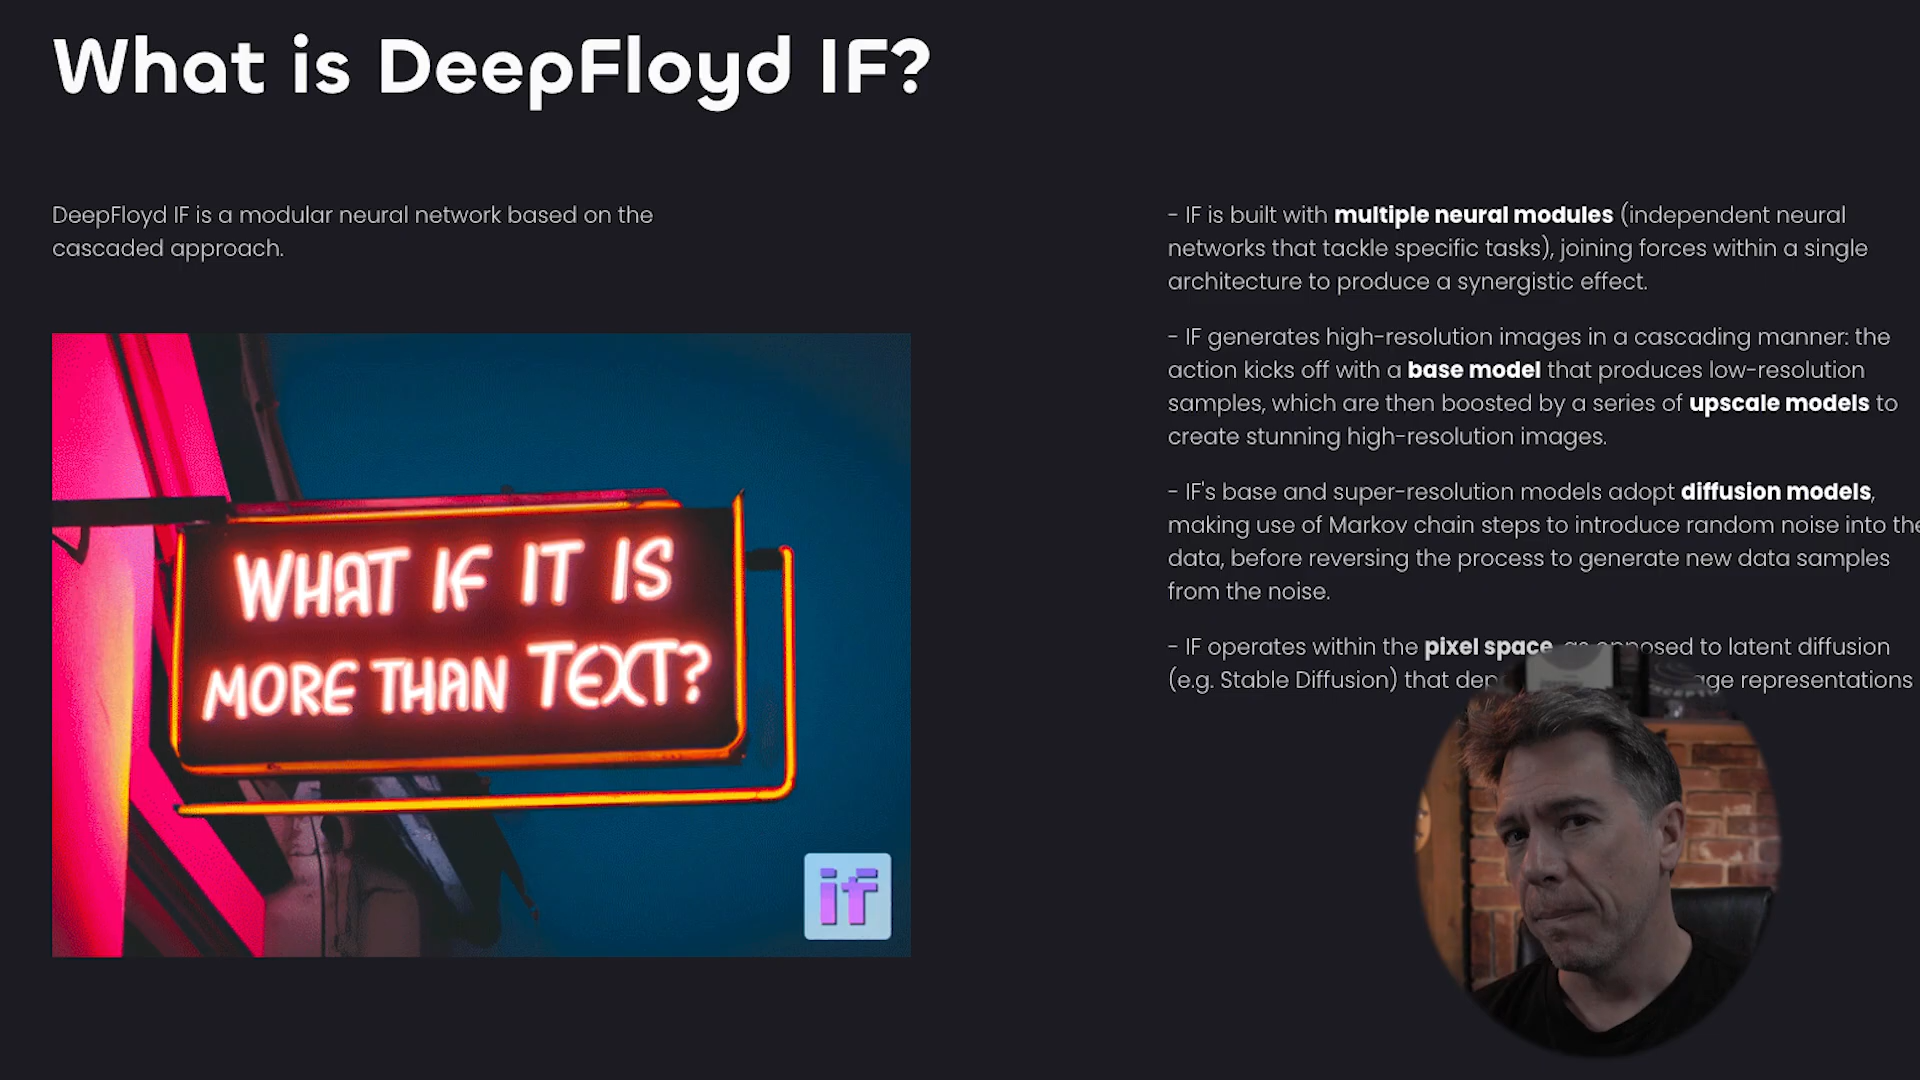 What is DeepFloyd IF?
DeepFloyd IF is a modular neural network based on the
cascaded approach.
WHAT IF IT IS
MORE THAN TEXT?
if
- IF is built with multiple neural modules (independent neural
networks that tackle specific tasks), joining forces within a single
architecture to produce a synergistic effect.
- IF generates high-resolution images in a cascading manner: the
action kicks off with a base model that produces low-resolution
samples, which are then boosted by a series of upscale models to
create stunning high-resolution images.
- IF's base and super-resolution models adopt diffusion models,
making use of Markov chain steps to introduce random noise into the
data, before reversing the process to generate new data samples
from the noise.
- IF operates within the pixel space, as opposed to latent diffusion
(e.g. Stable Diffusion) that representations